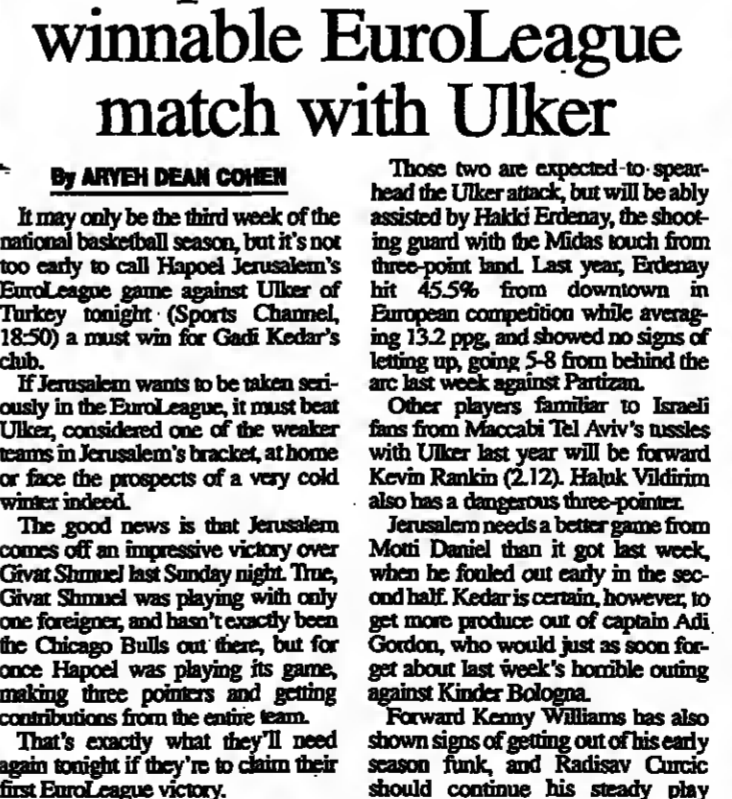 winnable EuroLeague
match with Ulker
By ARYEH DEAN COHEN
It may only be the third week of the
national basketball season, but it's not
too early to call Hapoel Jerusalem's
EuroLeague game against Ulker of
Turkey tonight (Sports Channel,
18:50) a must win for Gadi Kedar's
club.
If Jerusalem wants to be taken seri-
ously in the EuroLeague, it must beat
Ulker, considered one of the weaker
teams in Jerusalem's bracket, at home
or face the prospects of a very cold
winter indeed.
The good news is that Jerusalem
comes off an impressive victory over
Givat Shmuel last Sunday night. True,
Givat Shmuel was playing with only
one foreigner, and hasn't exactly been
the Chicago Bulls out there, but for
once Hapoel was playing its game,
making three pointers and getting
contributions from the entire team.
That's exactly what they'll need
again tonight if they're to claim their
first EuroLeague victory.
Those two are expected to spear-
head the Ulker attack, but will be ably
assisted by Hakki Erdenay, the shoot-
ing guard with the Midas touch from
three-point land. Last year, Erdenay
hit 45.5% from downtown in
European competition while averag-
ing 13.2 ppg, and showed no signs of
letting up, going 5-8 from behind the
arc last week against Partizan.
Other players familiar to Israeli
fans from Maccabi Tel Aviv's tussles
with Ulker last year will be forward
Kevin Rankin (2.12). Haluk Vildirim
also has a dangerous three-pointer.
Jerusalem needs a better game from
Motti Daniel than it got last week,
when he fouled out early in the sec-
ond half. Kedar is certain, however, to
get more produce out of captain Adi
Gordon, who would just as soon for-
get about last week's horrible outing
against Kinder Bologna.
Forward Kenny Williams has also
shown signs of getting out of his early
season funk, and Radisav Curcic
should continue his steady play